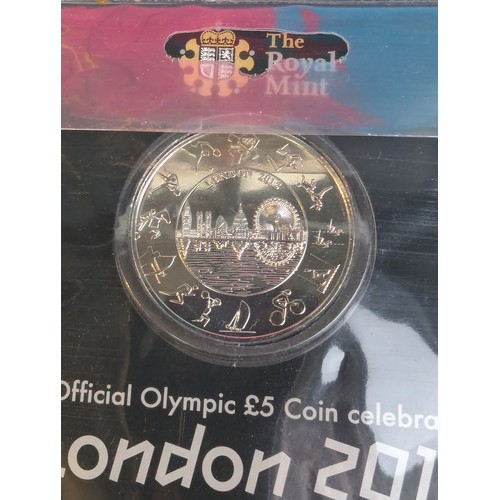 The
Royal
Mint
LONDON 2012
Official Olympic £5 Coin celebra
London 201